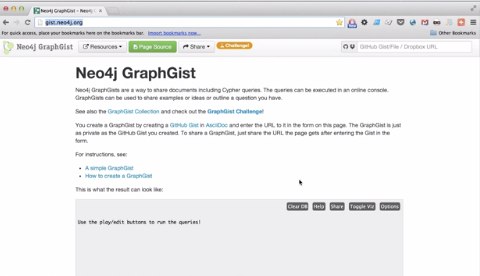 Neo4j GraphGist – Neo4j
gist.neo4j.org
For quick access, place your bookmarks here on the bookmarks bar. Import bookmarks now...
Other Bookmarks
Neo4j GraphGist
Resources
Page Source
Share
Challenge!
GitHub Gist/File / Dropbox URL
Neo4j GraphGist
Neo4j GraphGists are a way to share documents including Cypher queries. The queries can be executed in an online console.
GraphGists can be used to share examples or ideas or outline a question you have.
See also the GraphGist Collection and check out the GraphGist Challenge!
You create a GraphGist by creating a GitHub Gist in AsciiDoc and enter the URL to it in the form on this page. The GraphGist is just
as private as the GitHub Gist you created. To share a GraphGist, just share the URL the page gets after entering the Gist in the
form.
For instructions, see:
A simple GraphGist
How to create a GraphGist
This is what the result can look like:
Clear DB Help Share Toggle Viz Options
Use the play/edit buttons to run the queries!